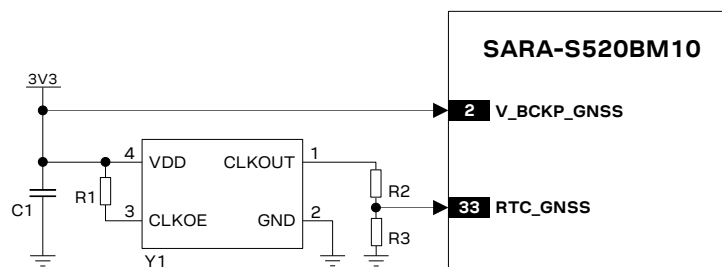 SARA-S520BM10
3V3
2 V_BCKP_GNSS
4 VDD CLKOUT 1
R1 R2
C1 3 CLKOE GND 2 33 RTC_GNSS
R3
Y1